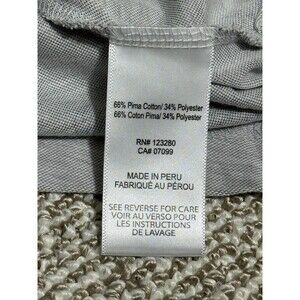 66% Pima Cotton/ 34% Polyester
66% Coton Pima/ 34% Polyester
RN# 123280
CA# 07099
MADE IN PERU
FABRIQUÉ AU PÉROU
SEE REVERSE FOR CARE
VOIR AU VERSO POUR
LES INSTRUCTIONS
DE LAVAGE